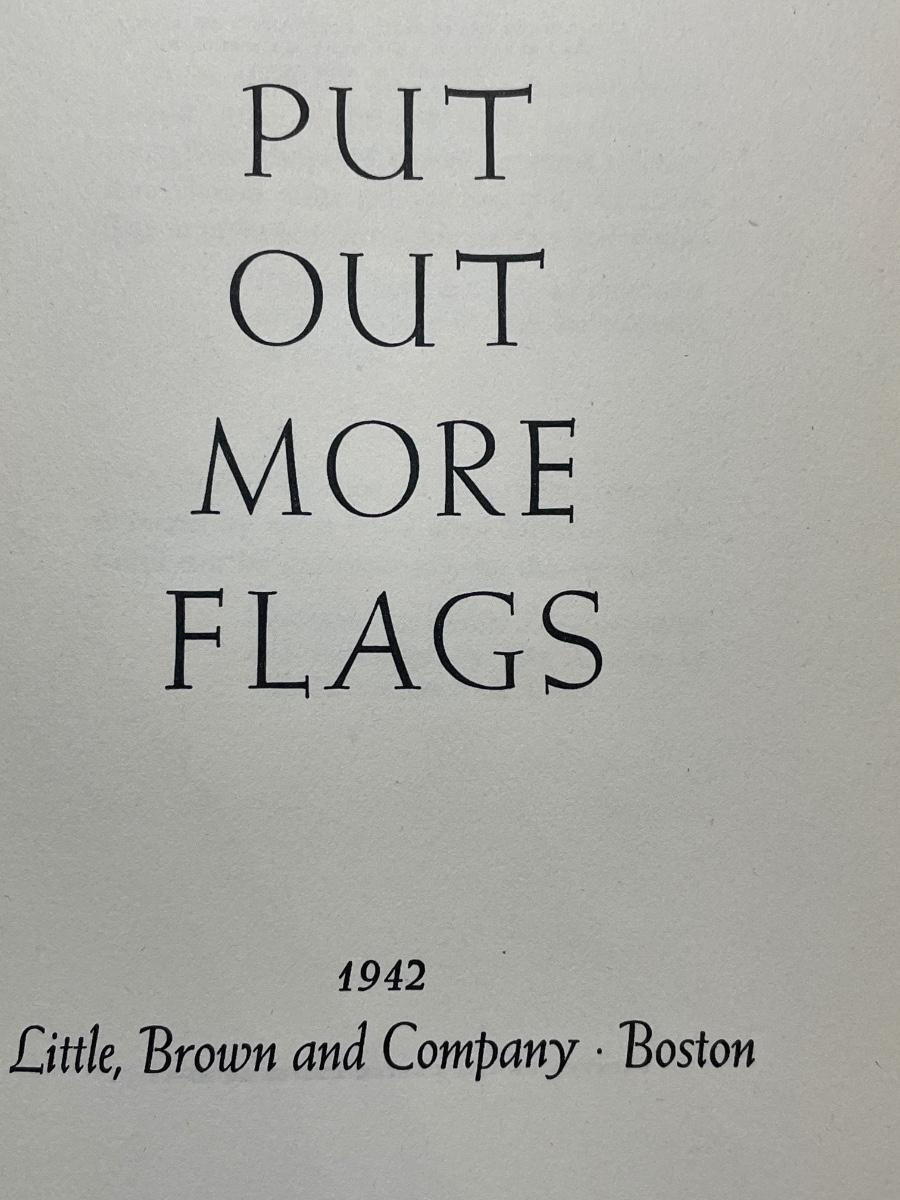 PUT
OUT
MORE
FLAGS
1942
Little, Brown and Company · Boston